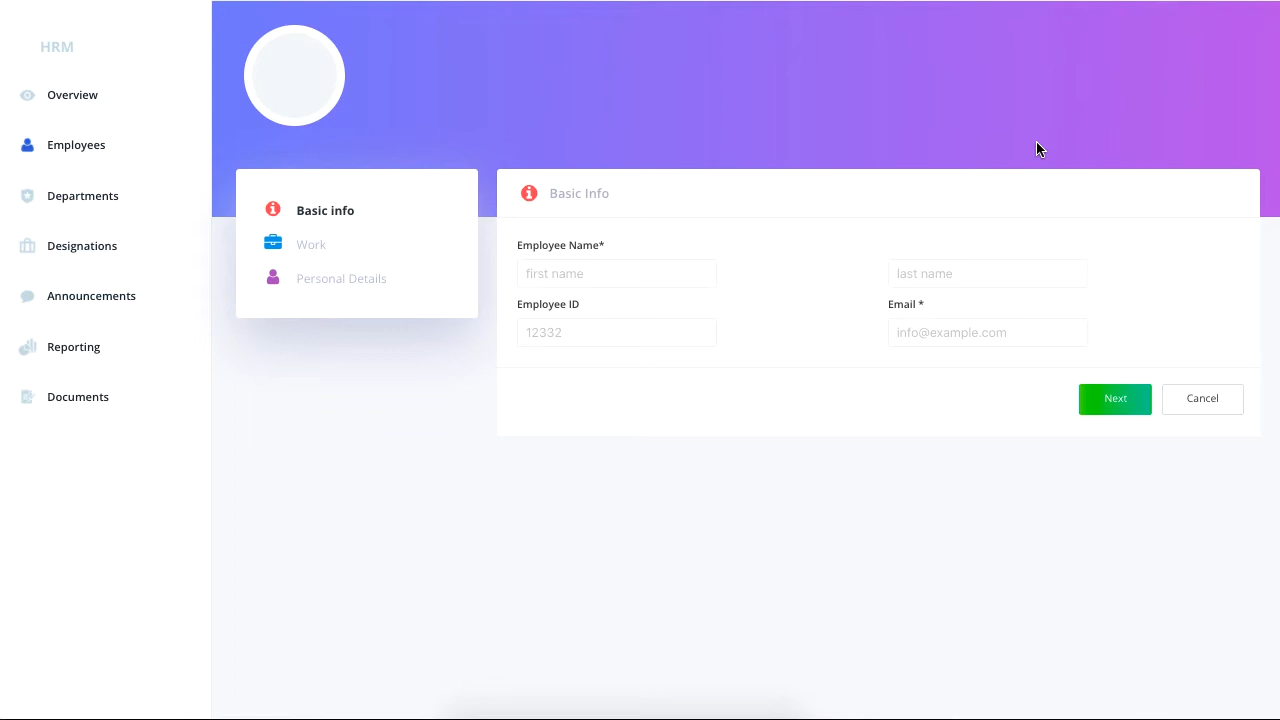 HRM
Overview
Employees
Departments
Designations
Announcements
Reporting
Documents
Basic info
Work
Personal Details
Basic Info
Employee Name*
first name
last name
Employee ID
Email *
12332
info@example.com
Next
Cancel